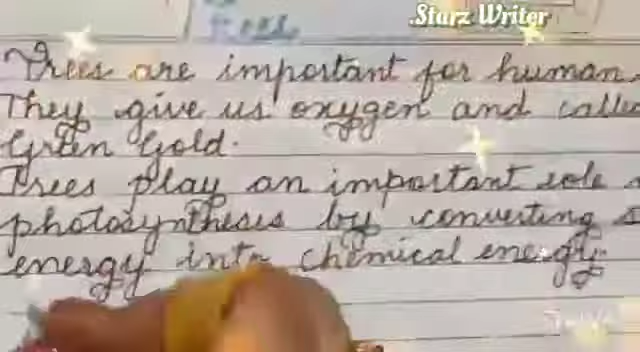 Starz Writer
Trees are important for human
They give us oxygen and
Green Gold.
Trees play an important role
photosynthesis by converting
energy into chemical energy